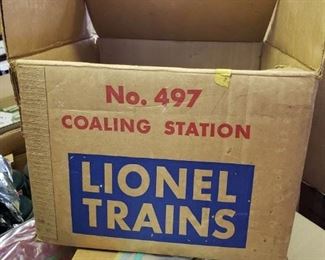 No. 497
COALING STATION
LIONEL
TRAINS